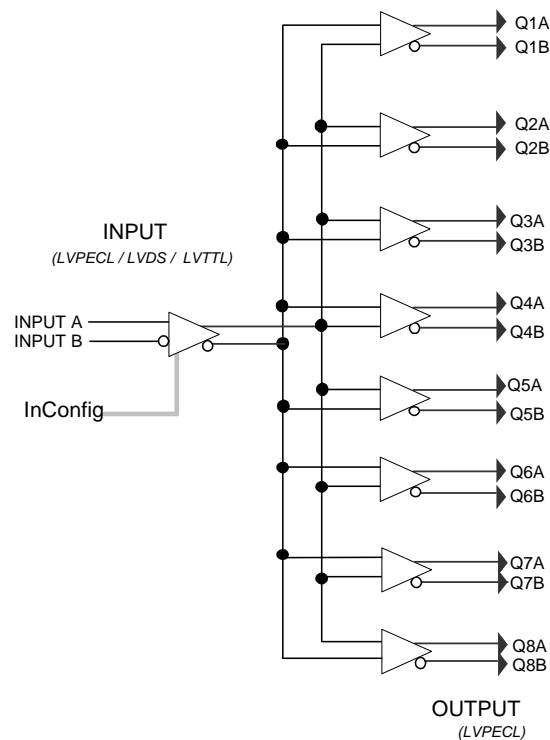 Q1A
Q1B
Q2A
Q2B
Q3A
INPUT
(LVPECL / LVDS / LVTTL)
Q3B
Q4A
INPUT A
Q4B
INPUT B
Q5A
InConfig
Q5B
Q6A
Q6B
Q7A
Q7B
Q8A
Q8B
OUTPUT
(LVPECL)